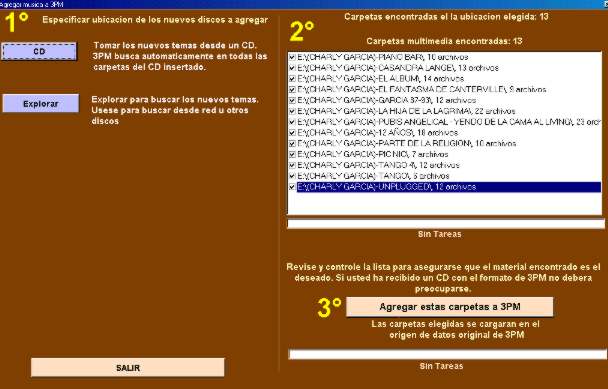 Agregar musica a 3PM
1º Especificar ubicacion de los nuevos discos a agregar
CD
Tomar los nuevos temas desde un CD.
3PM busca automaticamente en todas las
carpetas del CD insertado.
Explorar
Explorar para buscar los nuevos temas.
Usese para buscar desde red u otros
discos
SALIR
2º
Carpetas encontradas el la ubicacion elegida: 13
Carpetas multimedia encontradas: 13
E:\(CHARLY GARCIA)-PIANO BAR\, 10 archivos
E:\(CHARLY GARCIA)-CASANDRA LANGE\, 13 archivos
E:\(CHARLY GARCIA)-EL ALBUM\, 14 archivos
E:\(CHARLY GARCIA)-EL FANTASMA DE CANTERVILLE\, 9 archivos
E:\(CHARLY GARCIA)-GARCIA 87-93\, 12 archivos
E:\(CHARLY GARCIA)-LA HIJA DE LA LAGRIMA\, 22 archivos
E:\(CHARLY GARCIA)-PUBIS ANGELICAL - YENDO DE LA CAMA AL LIVING\, 23 arch
E:\(CHARLY GARCIA)-12 AÑOS\, archivos
E:\(CHARLY GARCIA)-PARTE DE LA RELIGION\, 10 archivos
E:\(CHARLY GARCIA)-PICNIC\, 7 archivos
E:\(CHARLY GARCIA)-TANGO 4\, 12 archivos
E:\(CHARLY GARCIA)-TANGO\, archivos
E:\(CHARLY GARCIA)-UNPLUGGED\, 13 archivos
Sin Tareas
Revise y controle la lista para asegurarse que el material encontrado es el
deseado. Si usted ha recibido un CD con el formato de 3PM no debera
preocuparse.
3º Agregar estas carpetas a 3PM
Las carpetas elegidas se cargaran en el
origen de datos original de 3PM
Sin Tareas